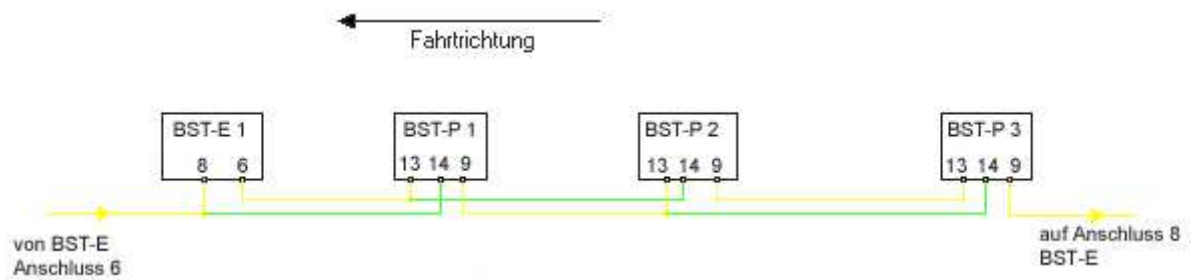 Fahrtrichtung
BST-E 1
8 6
BST-P 1
13 14 9
BST-P 2
13 14 9
BST-P 3
13 14 9
von BST-E
Anschluss 6
auf Anschluss 8
BST-E